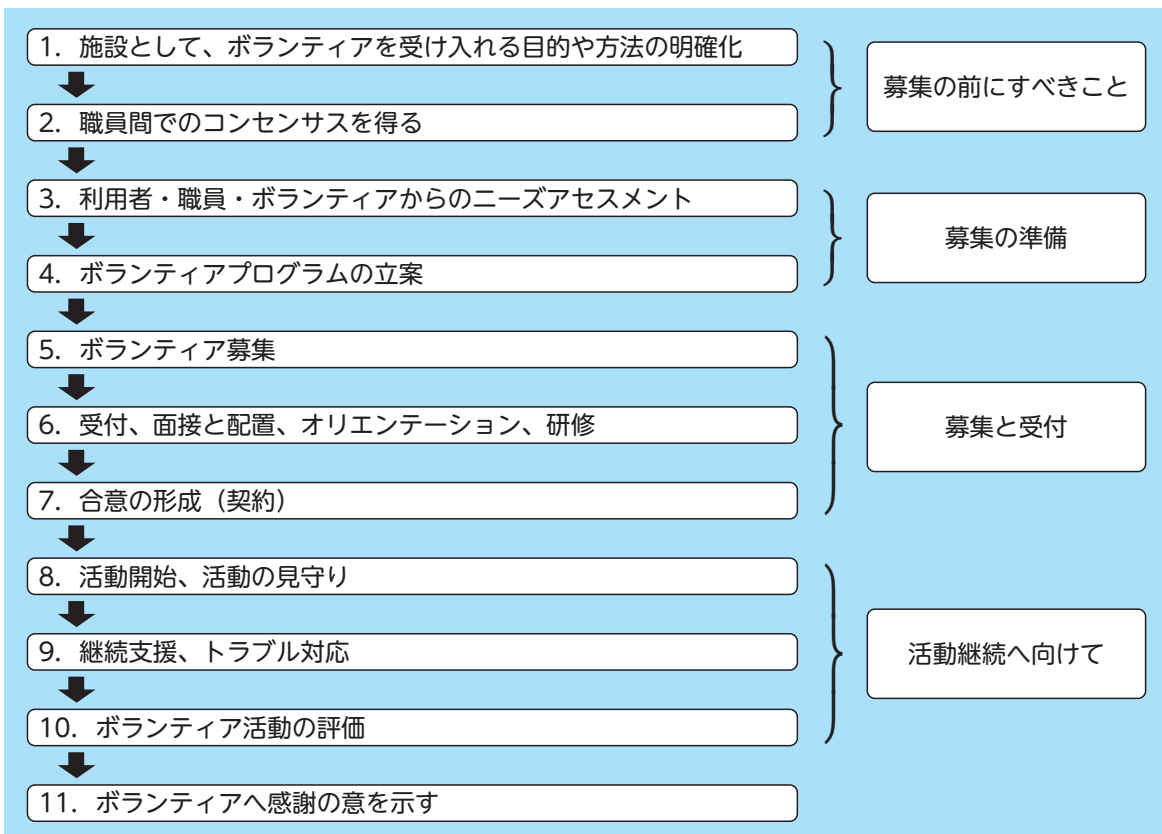 1. 施設として、ボランティアを受け入れる目的や方法の明確化
2. 職員間でのコンセンサスを得る
募集の前にすべきこと
3. 利用者・職員・ボランティアからのニーズアセスメント
4. ボランティアプログラムの立案
募集の準備
5. ボランティア募集
6. 受付、面接と配置、オリエンテーション、研修
7. 合意の形成（契約）
募集と受付
8. 活動開始、活動の見守り
9. 継続支援、トラブル対応
10. ボランティア活動の評価
活動継続へ向けて
11. ボランティアへ感謝の意を示す